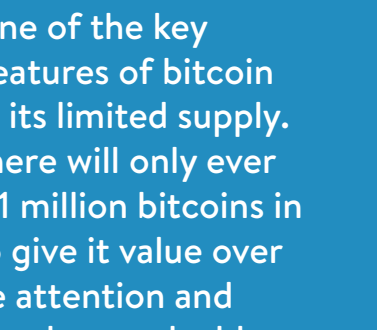 ne of the key
eatures of bitcoin
its limited supply.
here will only ever
1 million bitcoins in
give it value over
attention and